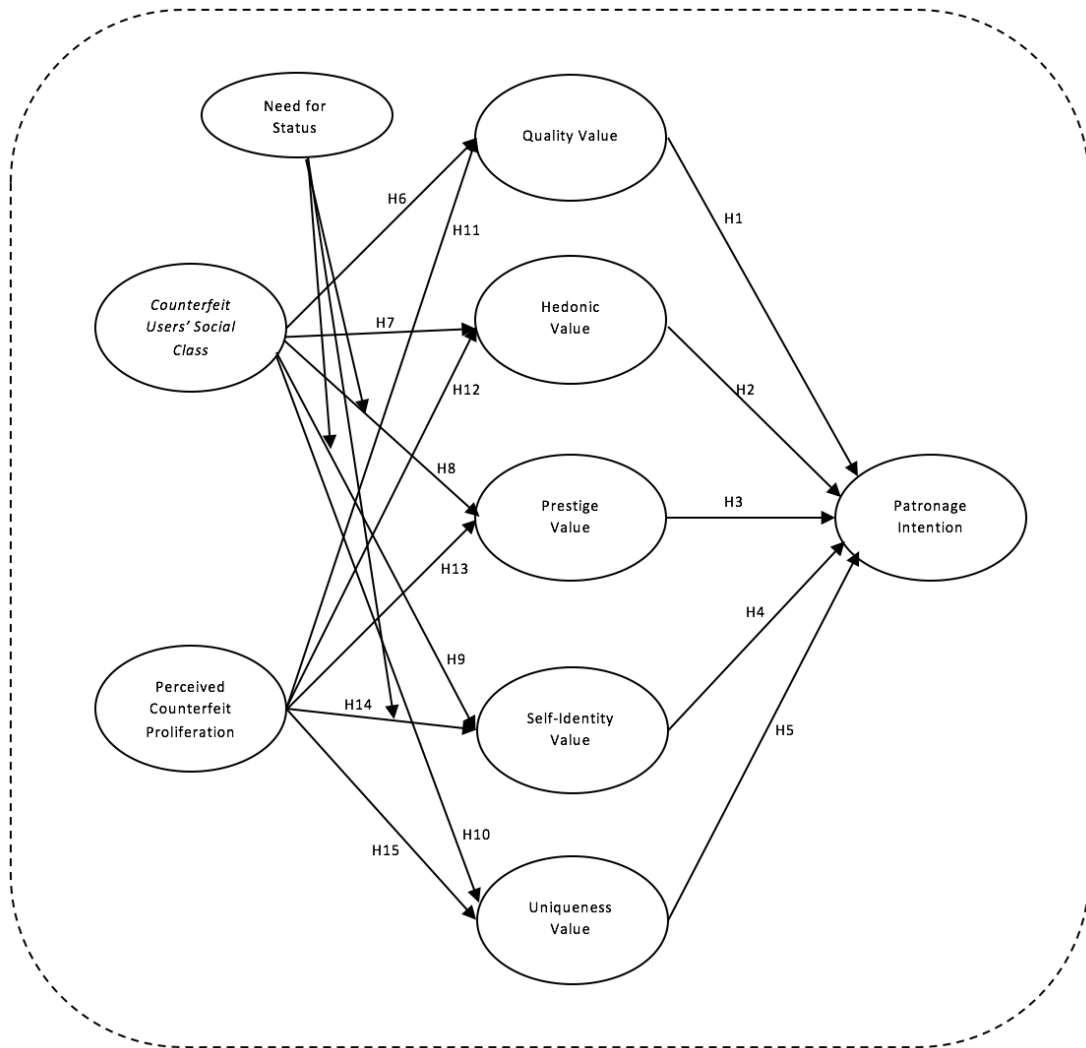 Need for
Status
Quality Value
H6
H11
H1
Counterfeit
Users’ Social
Class
Hedonic
Value
H7
H12
H2
H8
Prestige
Value
H3
Patronage
Intention
H13
H4
Perceived
Counterfeit
Proliferation
H9
H14
Self-Identity
Value
H5
H10
H15
Uniqueness
Value